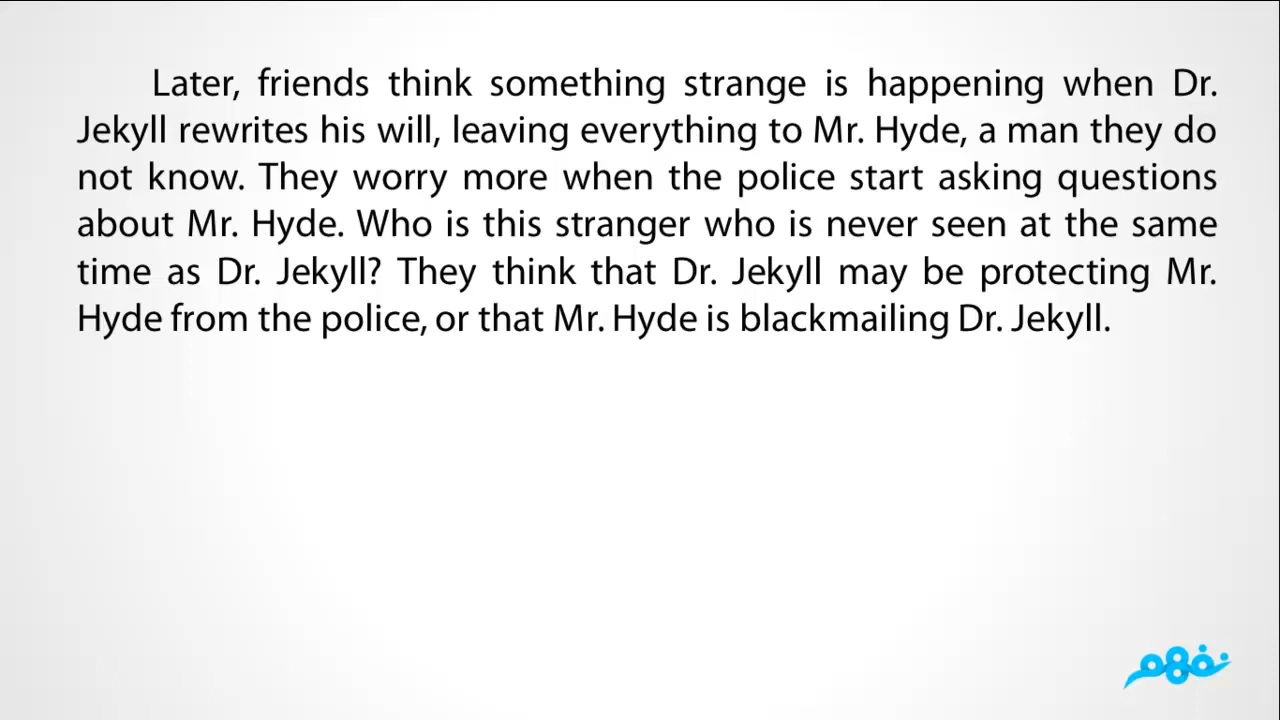 Later, friends think something strange is happening when Dr.
Jekyll rewrites his will, leaving everything to Mr. Hyde, a man they do
not know. They worry more when the police start asking questions
about Mr. Hyde. Who is this stranger who is never seen at the same
time as Dr. Jekyll? They think that Dr. Jekyll may be protecting Mr.
Hyde from the police, or that Mr. Hyde is blackmailing Dr. Jekyll.
نفهم